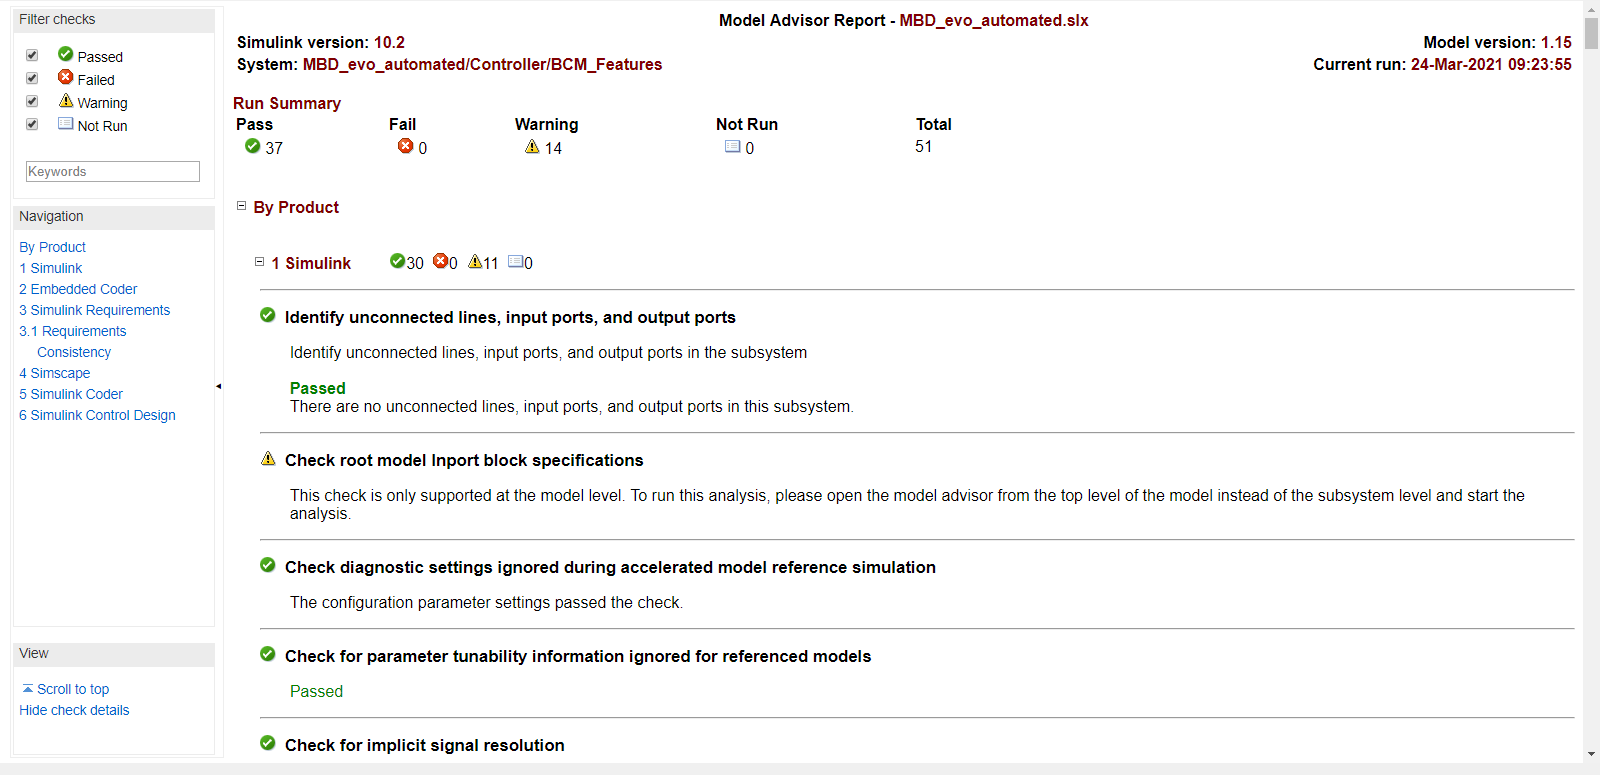 Filter checks
Passed
Failed
Warning
Not Run
Keywords
Navigation
By Product
1 Simulink
2 Embedded Coder
3 Simulink Requirements
3.1 Requirements
Consistency
4 Simscape
5 Simulink Coder
6 Simulink Control Design
View
Scroll to top
Hide check details
Model Advisor Report - MBD_evo_automated.slx
Simulink version: 10.2 Model version: 1.15
System: MBD_evo_automated/Controller/BCM_Features Current run: 24-Mar-2021 09:23:55
Run Summary
Pass Fail Warning Not Run Total
37 0 14 0 51
By Product
1 Simulink 30 0 11 0
Identify unconnected lines, input ports, and output ports
Identify unconnected lines, input ports, and output ports in the subsystem
Passed
There are no unconnected lines, input ports, and output ports in this subsystem.
Check root model Inport block specifications
This check is only supported at the model level. To run this analysis, please open the model advisor from the top level of the model instead of the subsystem level and start the
analysis.
Check diagnostic settings ignored during accelerated model reference simulation
The configuration parameter settings passed the check.
Check for parameter tunability information ignored for referenced models
Passed
Check for implicit signal resolution